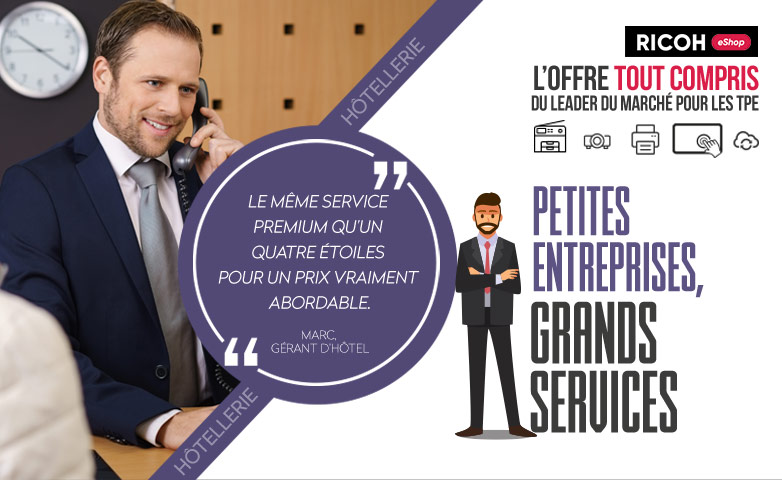 HÔTELLERIE
RICOH eShop
L'OFFRE TOUT COMPRIS
DU LEADER DU MARCHÉ POUR LES TPE
”
LE MÊME SERVICE
PREMIUM QU'UN
QUATRE ÉTOILES
POUR UN PRIX VRAIMENT
ABORDABLE.
MARC,
GÉRANT D'HÔTEL
“
HÔTELLERIE
PETITES
ENTREPRISES,
GRANDS
SERVICES